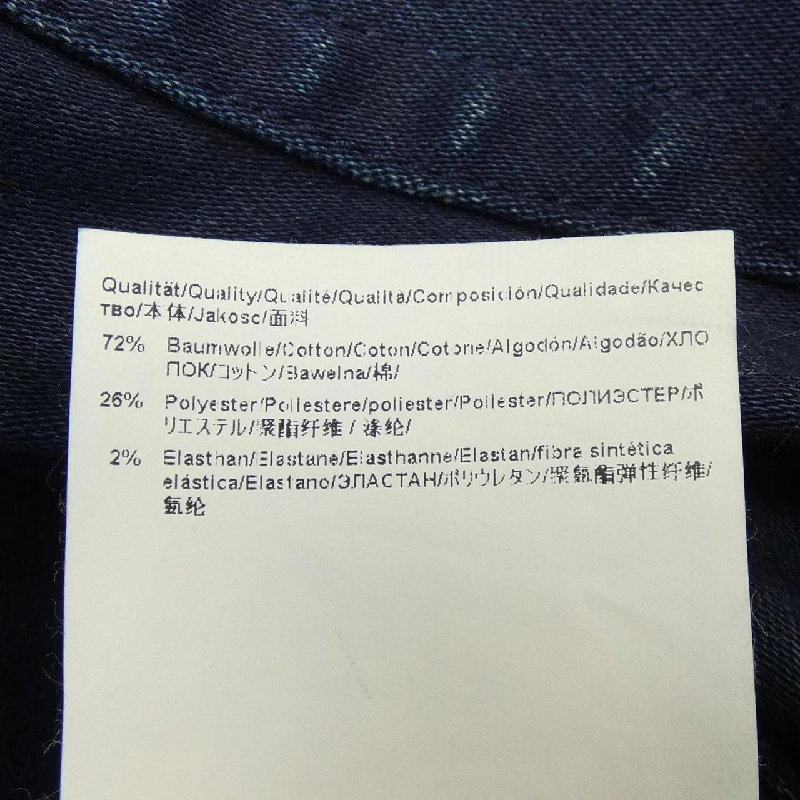 Qualität/Quality/Qualité/Qualità/Composición/Qualidade/Качес
тво/本体/Jakosc/面料
72% Baumwolle/Cotton/Coton/Cotone/Algodón/Algodão/ХЛО
ПОК/コットン/Bawelna/棉/
26% Polyester/Poliestere/poliester/Poliester/ПОЛИЭСТЕР/ポ
リエステル/聚酯纤维 / 涤纶/
2% Elasthan/Elastane/Elasthanne/Elastan/fibra sintética
elástica/Elastano/ЭЛАСТАН/ポリウレタン/聚氨酯弹性纤维/
氨纶